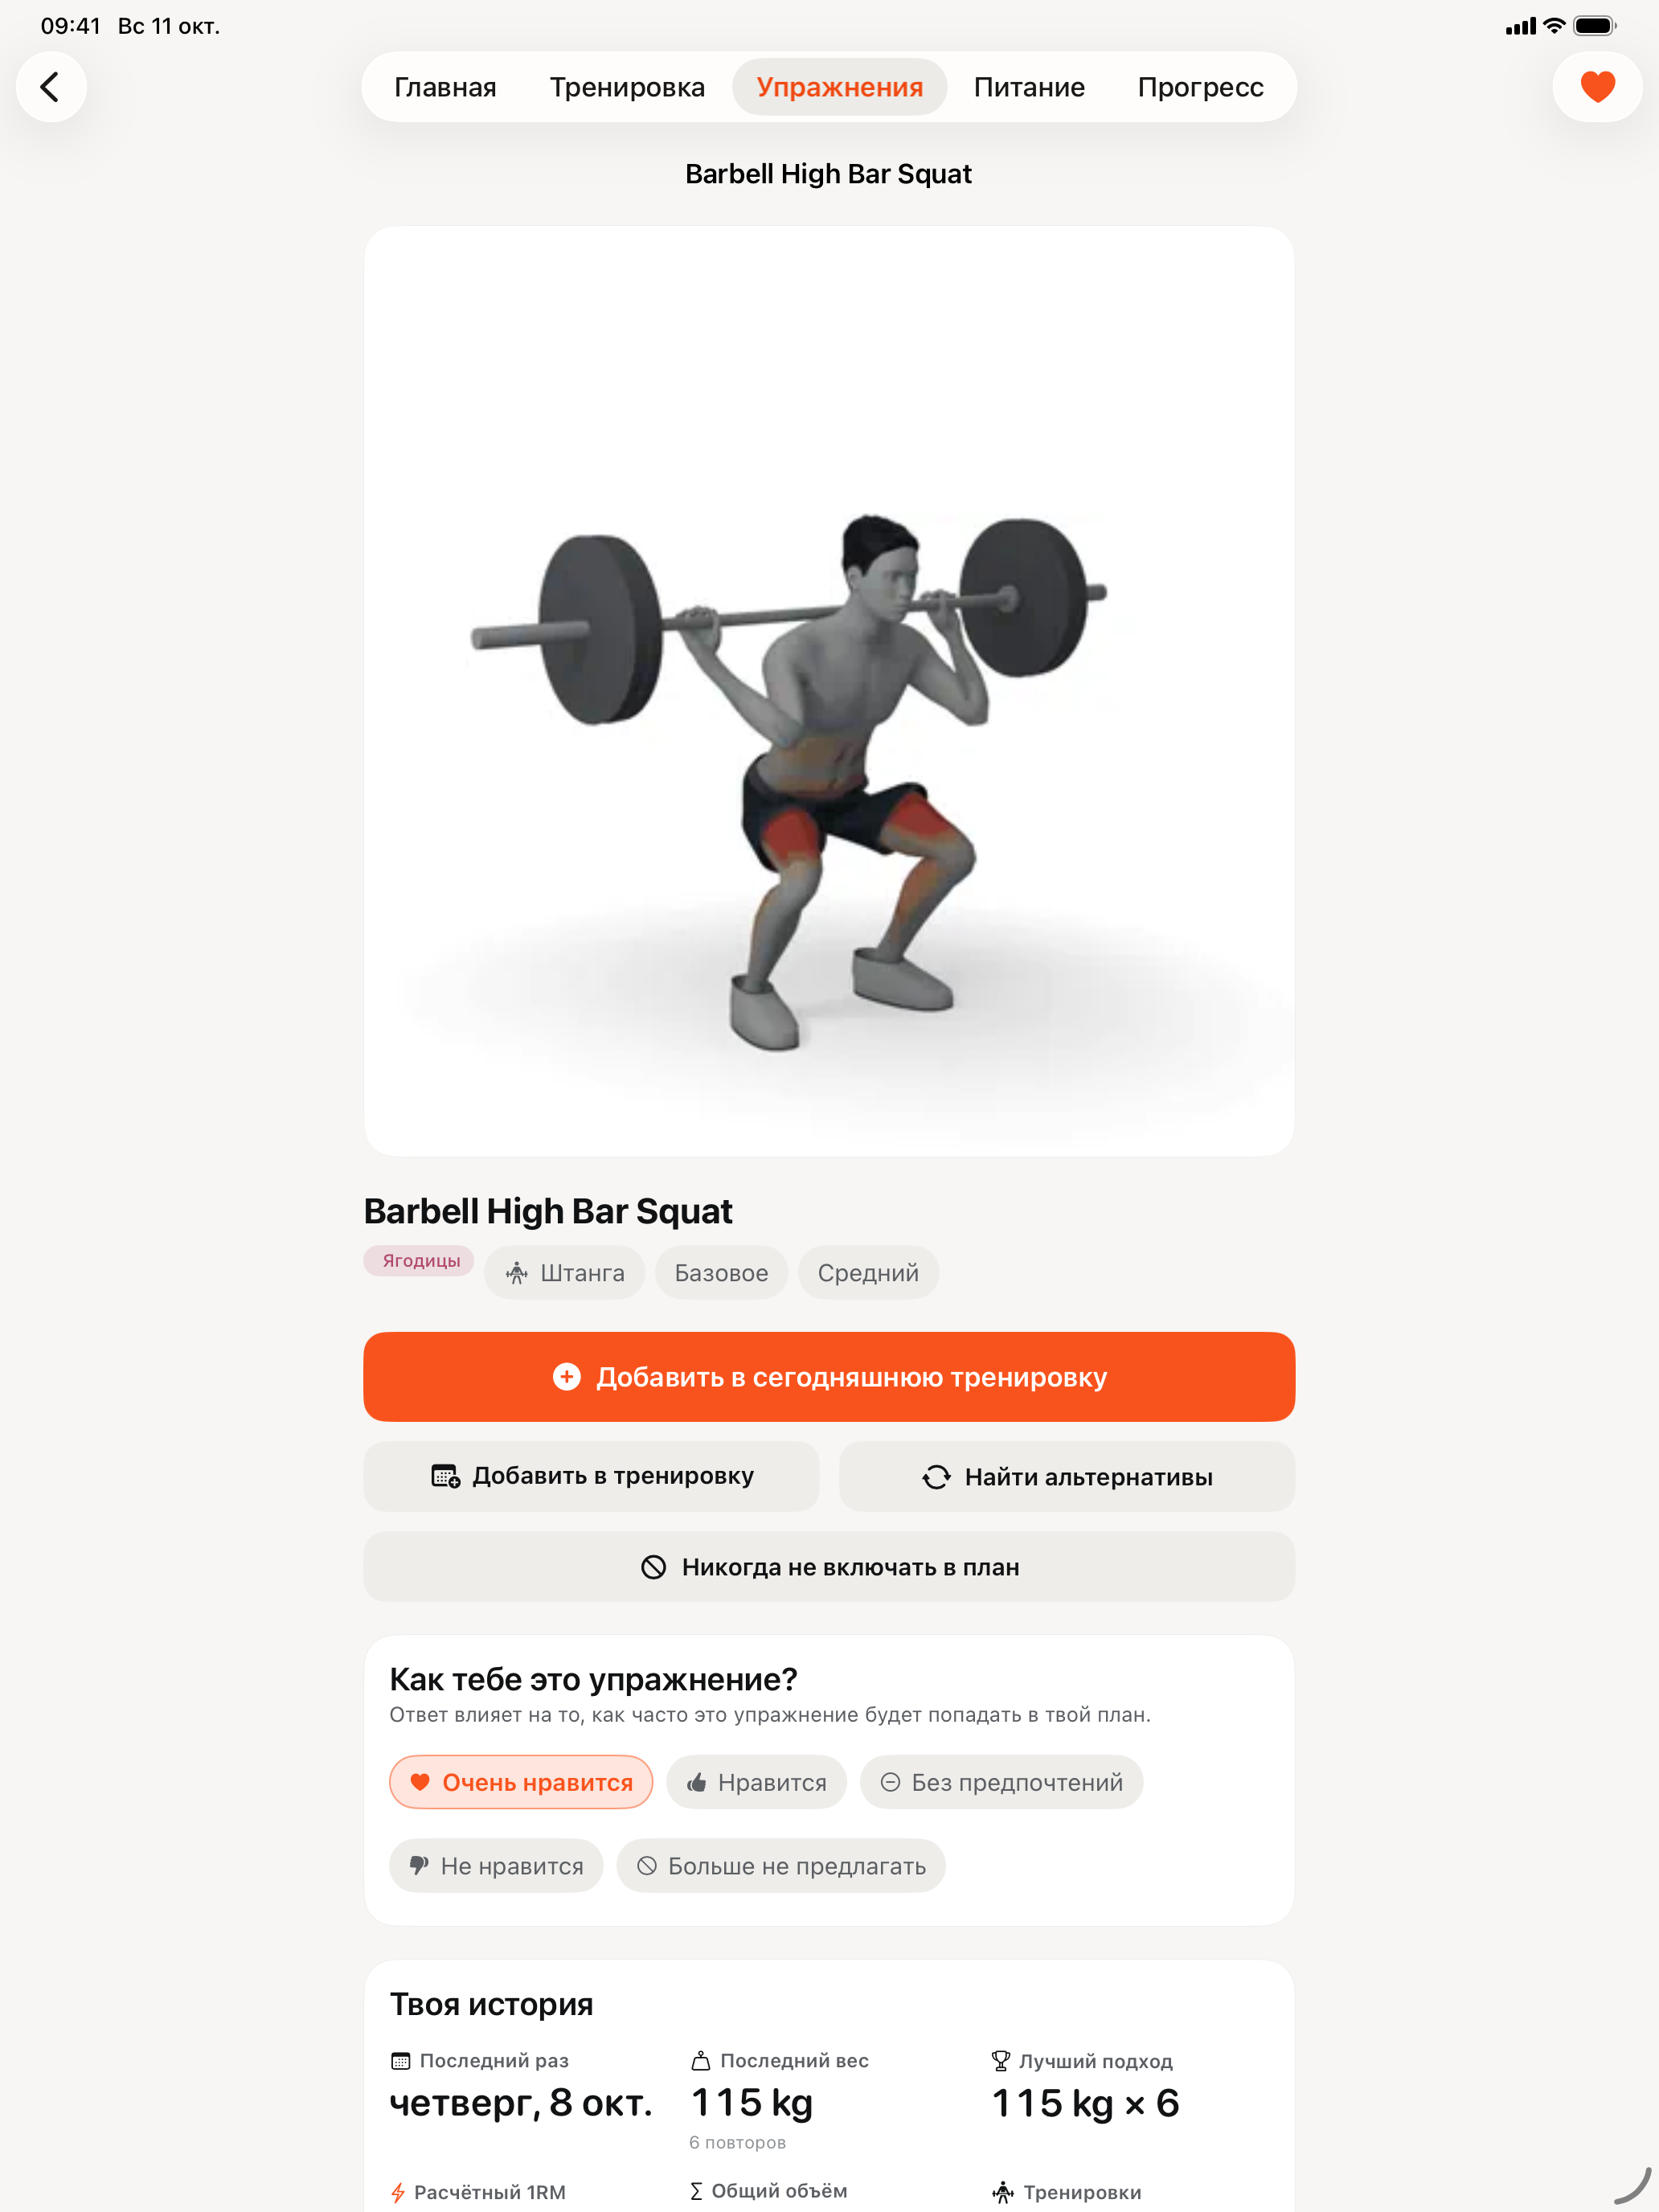 09:41 Вс 11 окт.
Главная Тренировка Упражнения Питание Прогресс
Barbell High Bar Squat
Barbell High Bar Squat
Ягодицы Штанга Базовое Средний
Добавить в сегодняшнюю тренировку
Добавить в тренировку Найти альтернативы
Никогда не включать в план
Как тебе это упражнение?
Ответ влияет на то, как часто это упражнение будет попадать в твой план.
Очень нравится Нравится Без предпочтений
Не нравится Больше не предлагать
Твоя история
Последний раз Последний вес Лучший подход
четверг, 8 окт. 115 kg 115 kg × 6
6 повторов
Расчётный 1RM Общий объём Тренировки